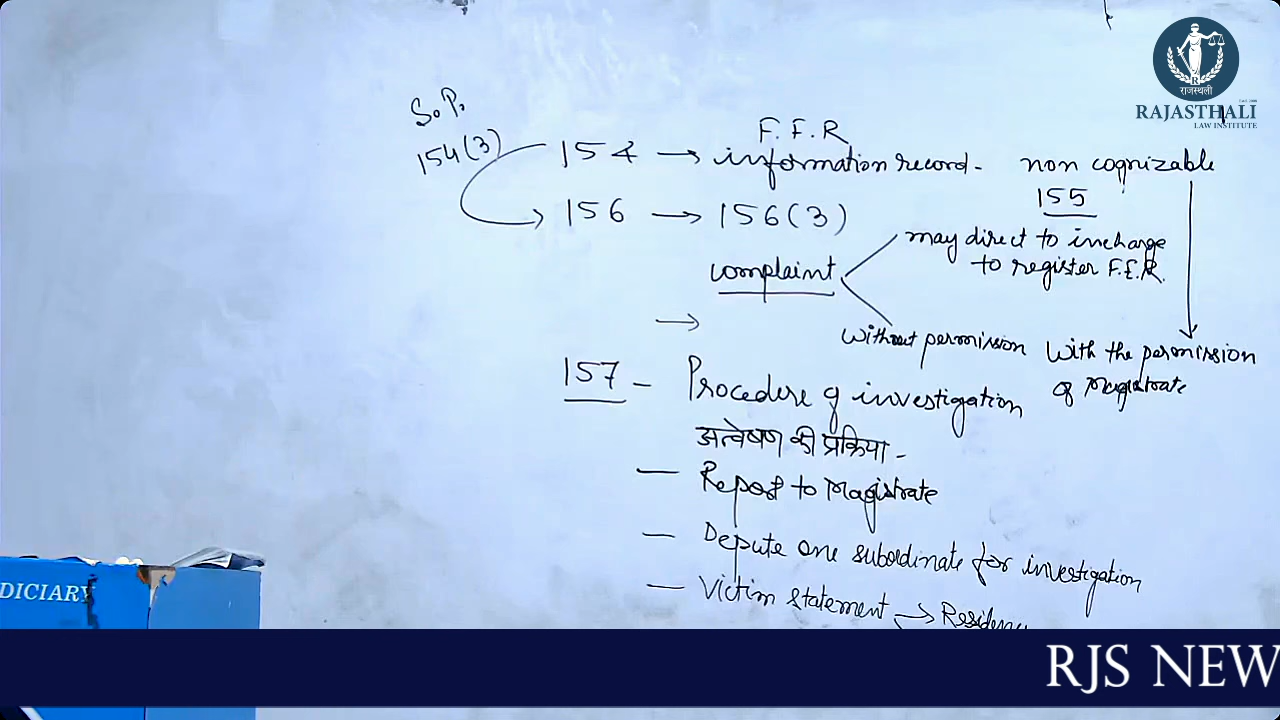 राजस्थली
RAJASTHALI
LAW INSTITUTE
S.P.
154(3)
154 → F.I.R information record - non cognizable
155
156 → 156(3)
complaint
may direct to incharge
to register F.I.R.
without permission
With the permission
of Magistrate
157 - Procedure of investigation
अन्वेषण की प्रक्रिया -
— Report to Magistrate
— Depute one subordinate for investigation
— Victim statement → Residen
DICIARY
RJS NEW